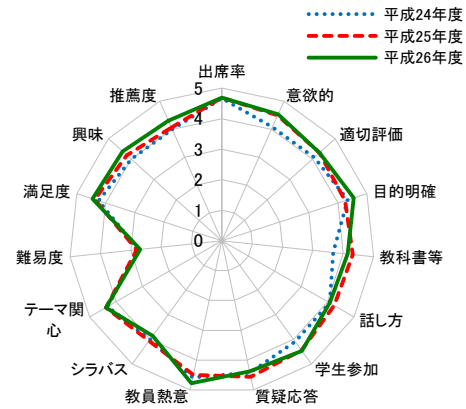 平成24年度
平成25年度
平成26年度
出席率
意欲的
適切評価
目的明確
教科書等
話し方
学生参加
質疑応答
教員熱意
シラバス
テーマ関
心
難易度
満足度
興味
推薦度
5
4
3
2
1
0